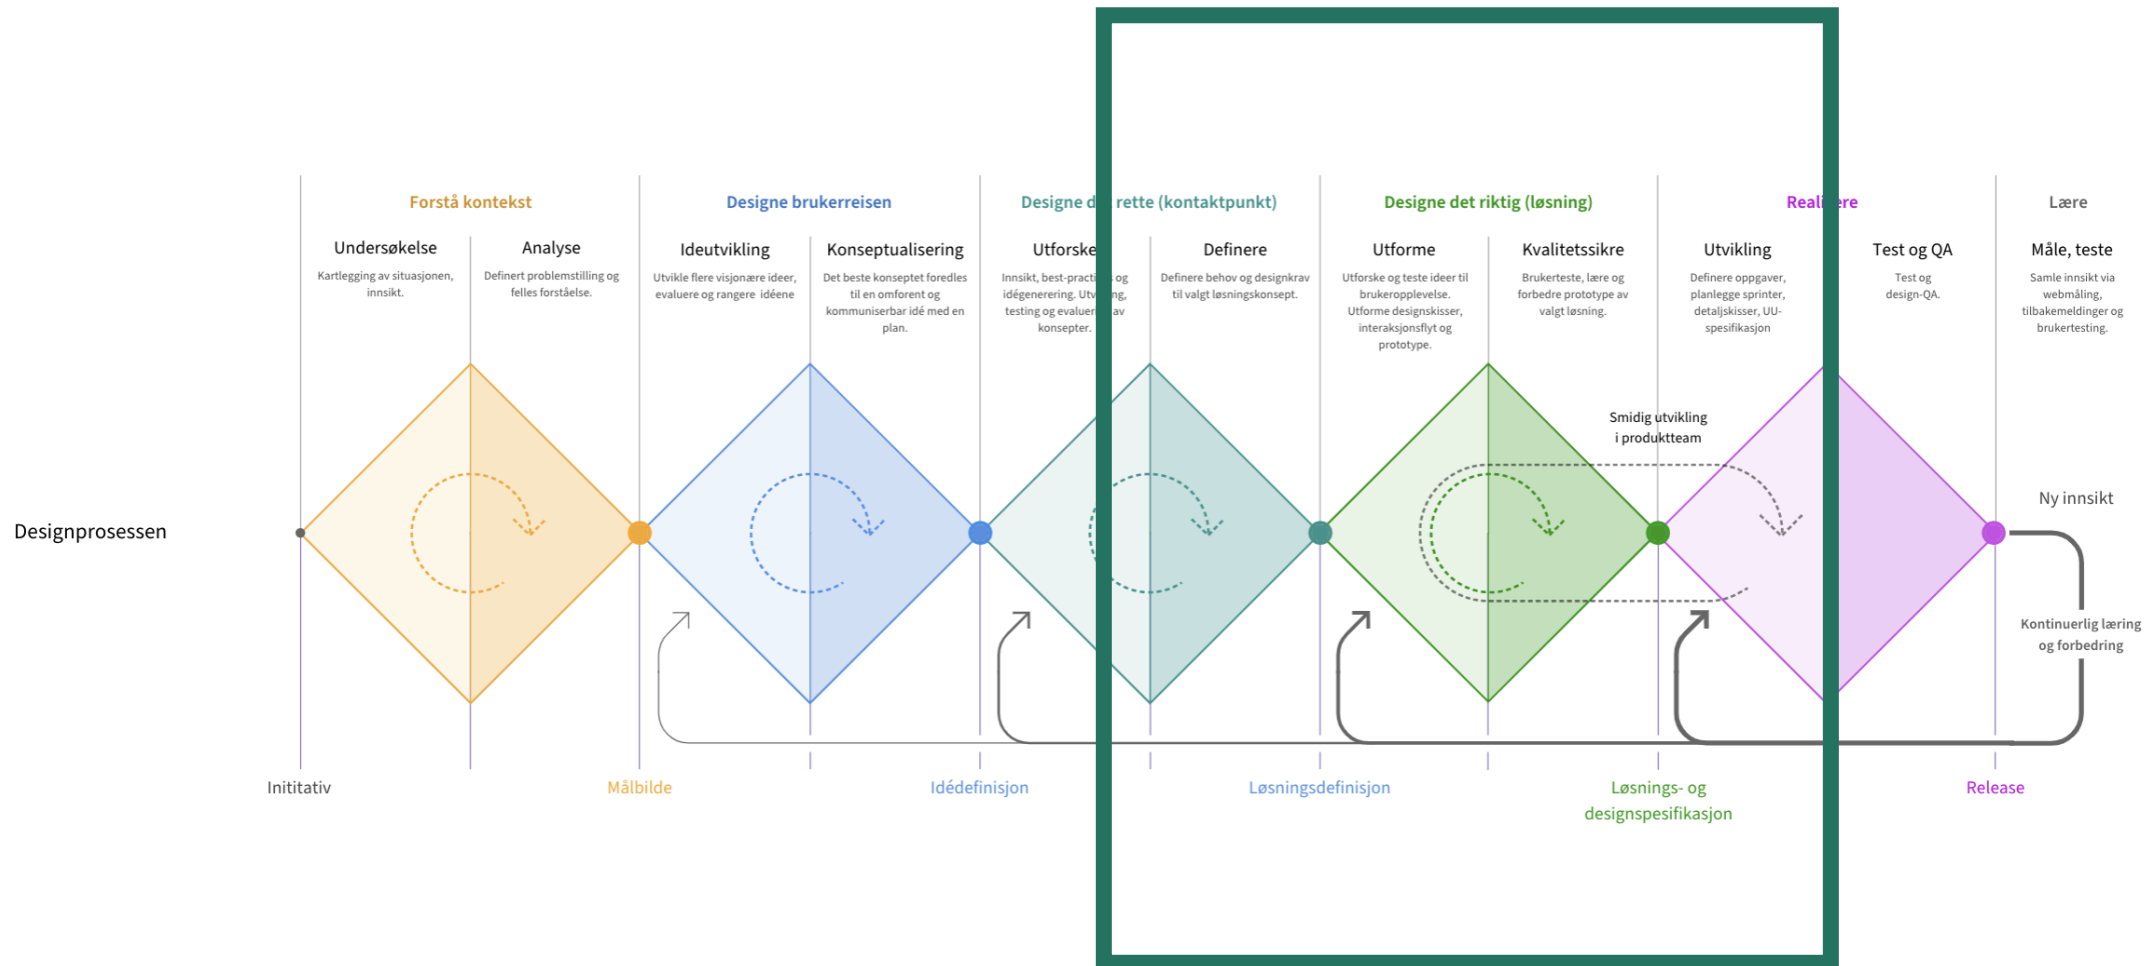 Forstå kontekst
Designe brukerreisen
Designe d rette (kontaktpunkt)
Designe det riktig (løsning)
Reali ere
Lære
Undersøkelse
Kartlegging av situasjonen,
innsikt.
Analyse
Definert problemstilling og
felles forståelse.
Ideutvikling
Utvikle flere visjonære ideer,
evaluere og rangere idéene
Konseptualisering
Det beste konseptet foredles
til en omforent og
kommuniserbar idé med en
plan.
Utforske
Innsikt, best-practi s og
idégenerering. Utv ng,
testing og evaluer av
konsepter.
Definere
Definere behov og designkrav
til valgt løsningskonsept.
Utforme
Utforske og teste ideer til
brukeropplevelse.
Utforme designskisser,
interaksjonsflyt og
prototype.
Kvalitetssikre
Brukerteste, lære og
forbedre prototype av
valgt løsning.
Utvikling
Definere oppgaver,
planlegge sprinter,
detaljskisser, UU-
spesifikasjon
Test og QA
Test og
design-QA.
Måle, teste
Samle innsikt via
webmåling,
tilbakemeldinger og
brukertesting.
Smidig utvikling
i produktteam
Ny innsikt
Designprosessen
Kontinuerlig læring
og forbedring
Inititativ
Målbilde
Idédefinisjon
Løsningsdefinisjon
Løsnings- og
designspesifikasjon
Release